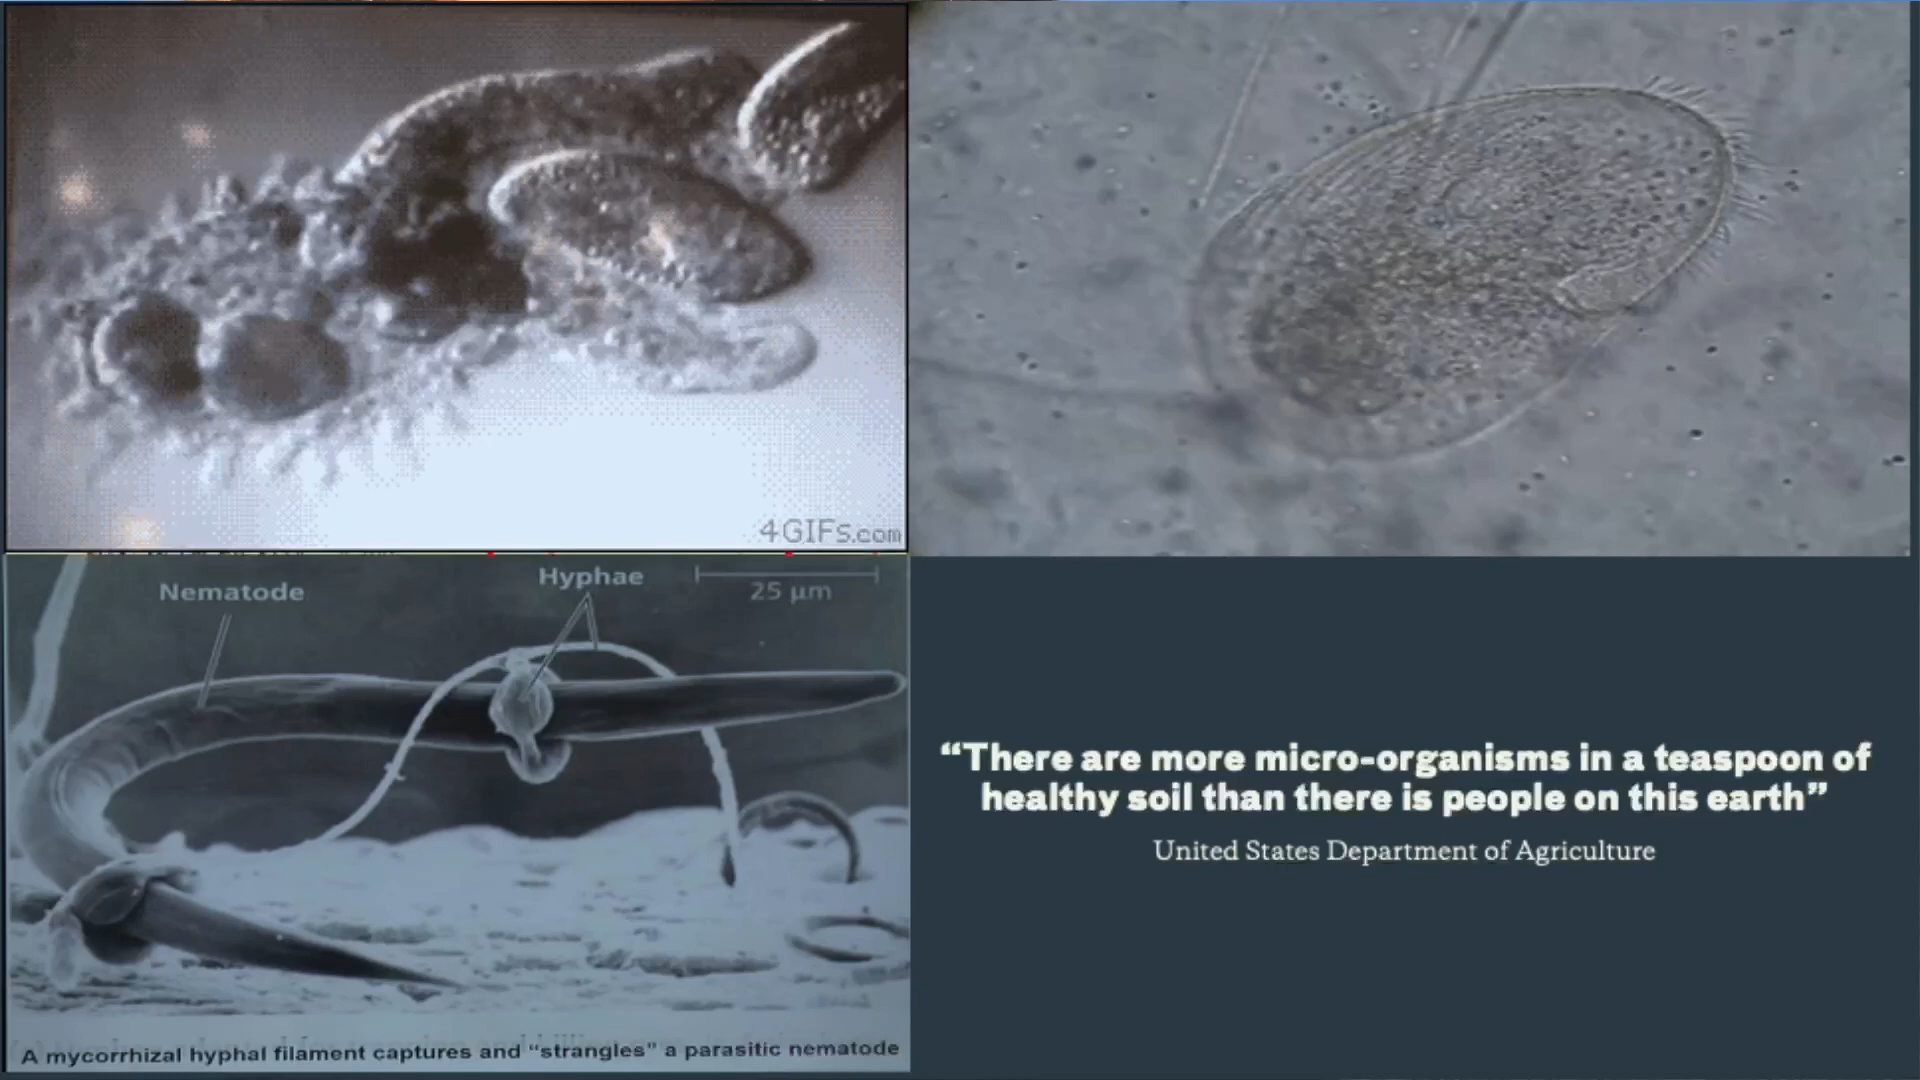 4GIFs.com
Nematode
Hyphae
25 µm
A mycorrhizal hyphal filament captures and “strangles” a parasitic nematode
“There are more micro-organisms in a teaspoon of
healthy soil than there is people on this earth”
United States Department of Agriculture